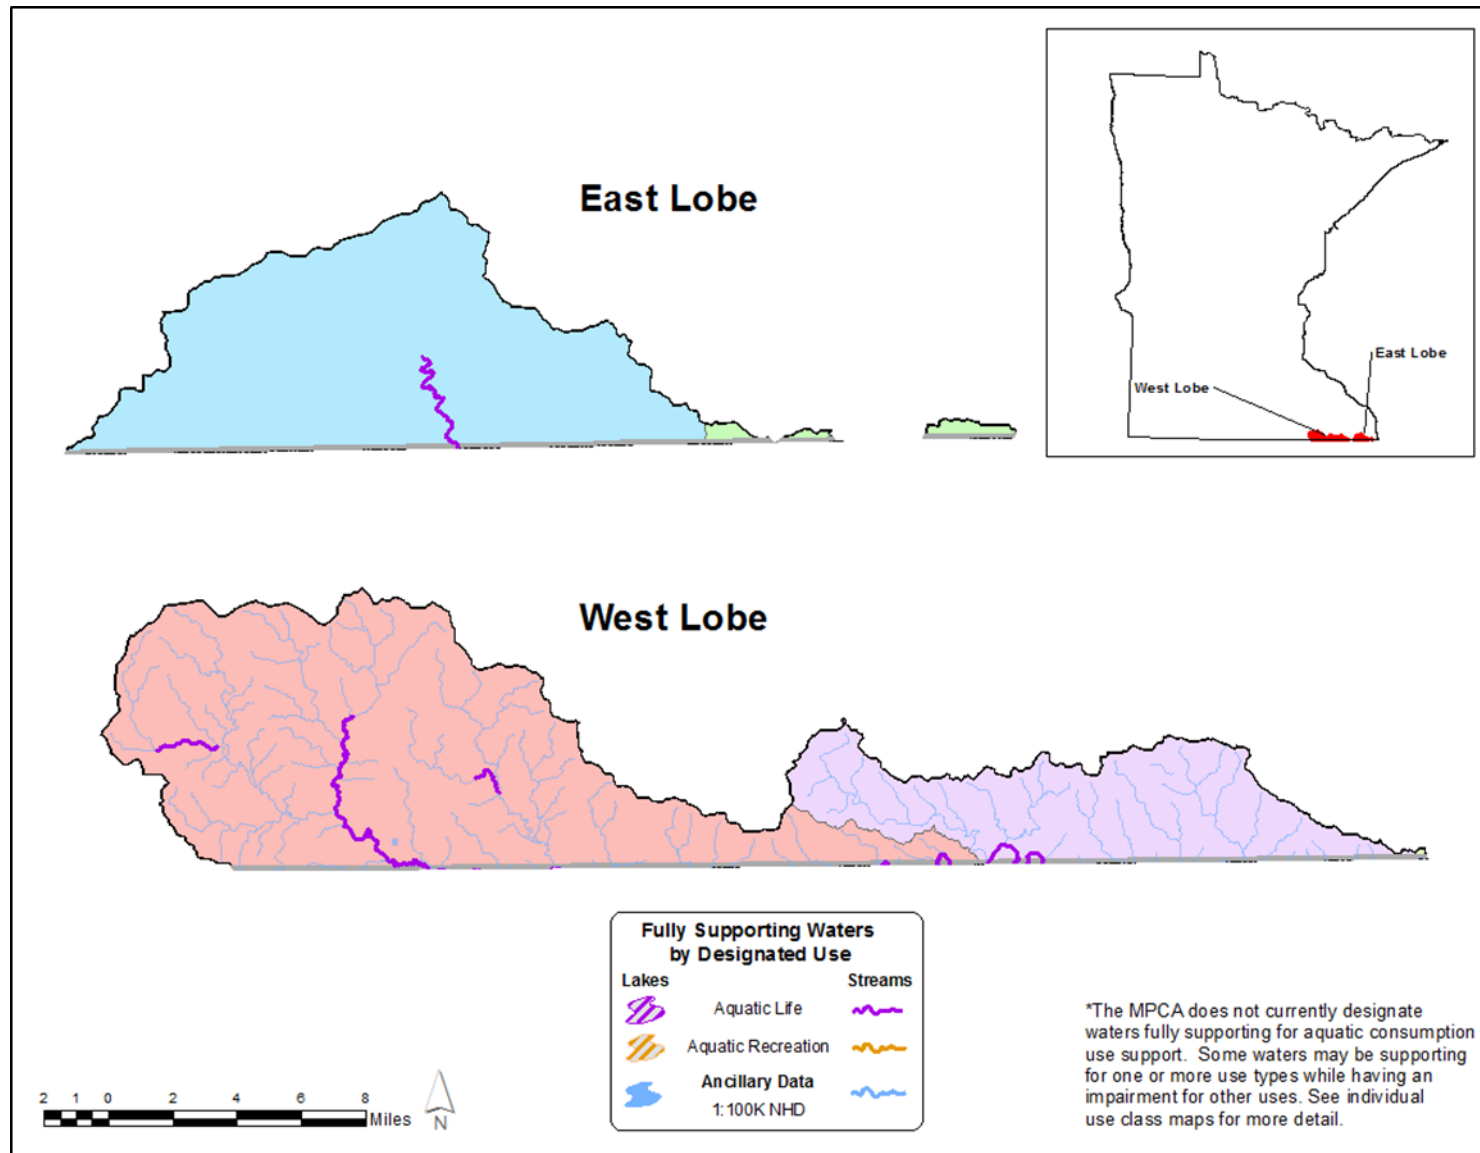 East Lobe
East Lobe
West Lobe
West Lobe
Fully Supporting Waters
by Designated Use
Lakes Streams
Aquatic Life
Aquatic Recreation
Ancillary Data
1:100K NHD
*The MPCA does not currently designate
waters fully supporting for aquatic consumption
use support. Some waters may be supporting
for one or more use types while having an
impairment for other uses. See individual
use class maps for more detail.
2 1 0 2 4 6 8
Miles
N